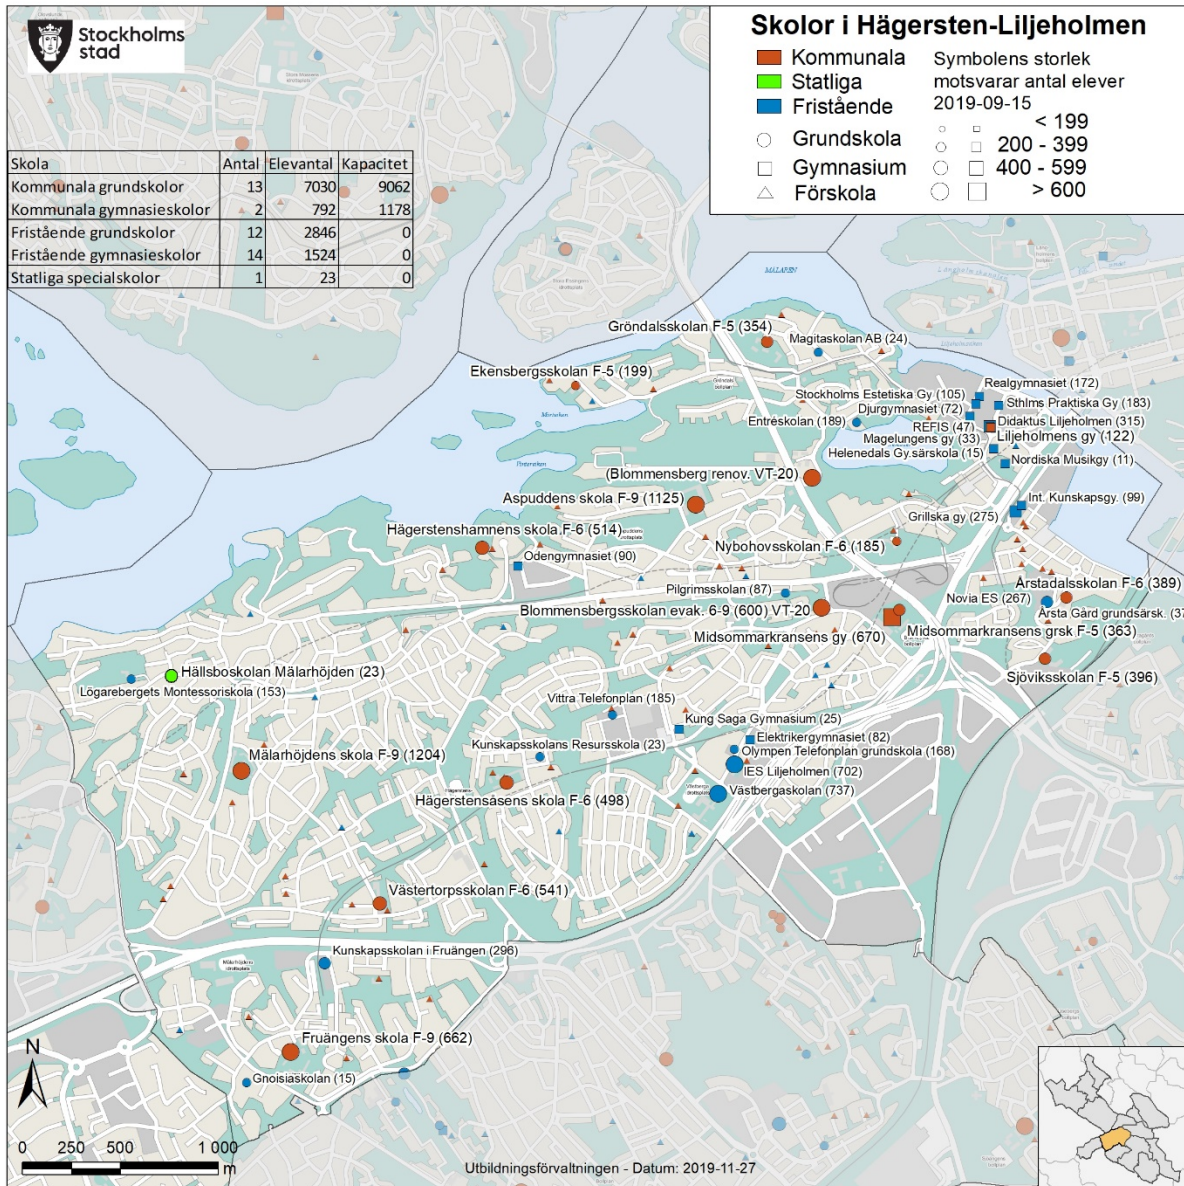 Stockholms
stad
Skolor i Hägersten-Liljeholmen
Kommunala
Statliga
Fristående
Grundskola
Gymnasium
Förskola
Symbolens storlek
motsvarar antal elever
2019-09-15
< 199
200 - 399
400 - 599
> 600
Skola Antal Elevantal Kapacitet
Kommunala grundskolor 13 7030 9062
Kommunala gymnasieskolor 2 792 1178
Fristående grundskolor 12 2846 0
Fristående gymnasieskolor 14 1524 0
Statliga specialskolor 1 23 0
MÄLAREN
Gröndalsskolan F-5 (354)
Magitaskolan AB (24)
Ekensbergsskolan F-5 (199)
Realgymnasiet (172)
Stockholms Estetiska Gy (105)
Sthlms Praktiska Gy (183)
Djurgymnasiet (72)
Entréskolan (189)
REFIS (47)
Didaktus Liljeholmen (315)
Magelungens gy (33)
Liljeholmens gy (122)
Helenedals Gy.särskola (15)
Nordiska Musikgy (11)
(Blommensberg renov. VT-20)
Aspuddens skola F-9 (1125)
Int. Kunskapsgy. (99)
Grillska gy (275)
Hägerstenshamnens skola F-6 (514)
Odengymnasiet (90)
Nybohovsskolan F-6 (185)
Pilgrimsskolan (87)
Årstadalsskolan F-6 (389)
Novia ES (267)
Blommensbergsskolan evak. 6-9 (600) VT-20
Årsta Gård grundsärsk. (37
Midsommarkransens gy (670)
Midsommarkransens grsk F-5 (363)
Sjöviksskolan F-5 (396)
Hällsboskolan Mälarhöjden (23)
Lögarebergets Montessoriskola (153)
Vittra Telefonplan (185)
Kung Saga Gymnasium (25)
Elektrikergymnasiet (82)
Kunskapsskolans Resursskola (23)
Olympen Telefonplan grundskola (168)
Mälarhöjdens skola F-9 (1204)
IES Liljeholmen (702)
Västbergaskolan (737)
Hägerstensåsens skola F-6 (498)
Västertorpsskolan F-6 (541)
Kunskapsskolan i Fruängen (296)
Fruängens skola F-9 (662)
Gnoisiaskolan (15)
N
0 250 500 1 000
m
Utbildningsförvaltningen - Datum: 2019-11-27